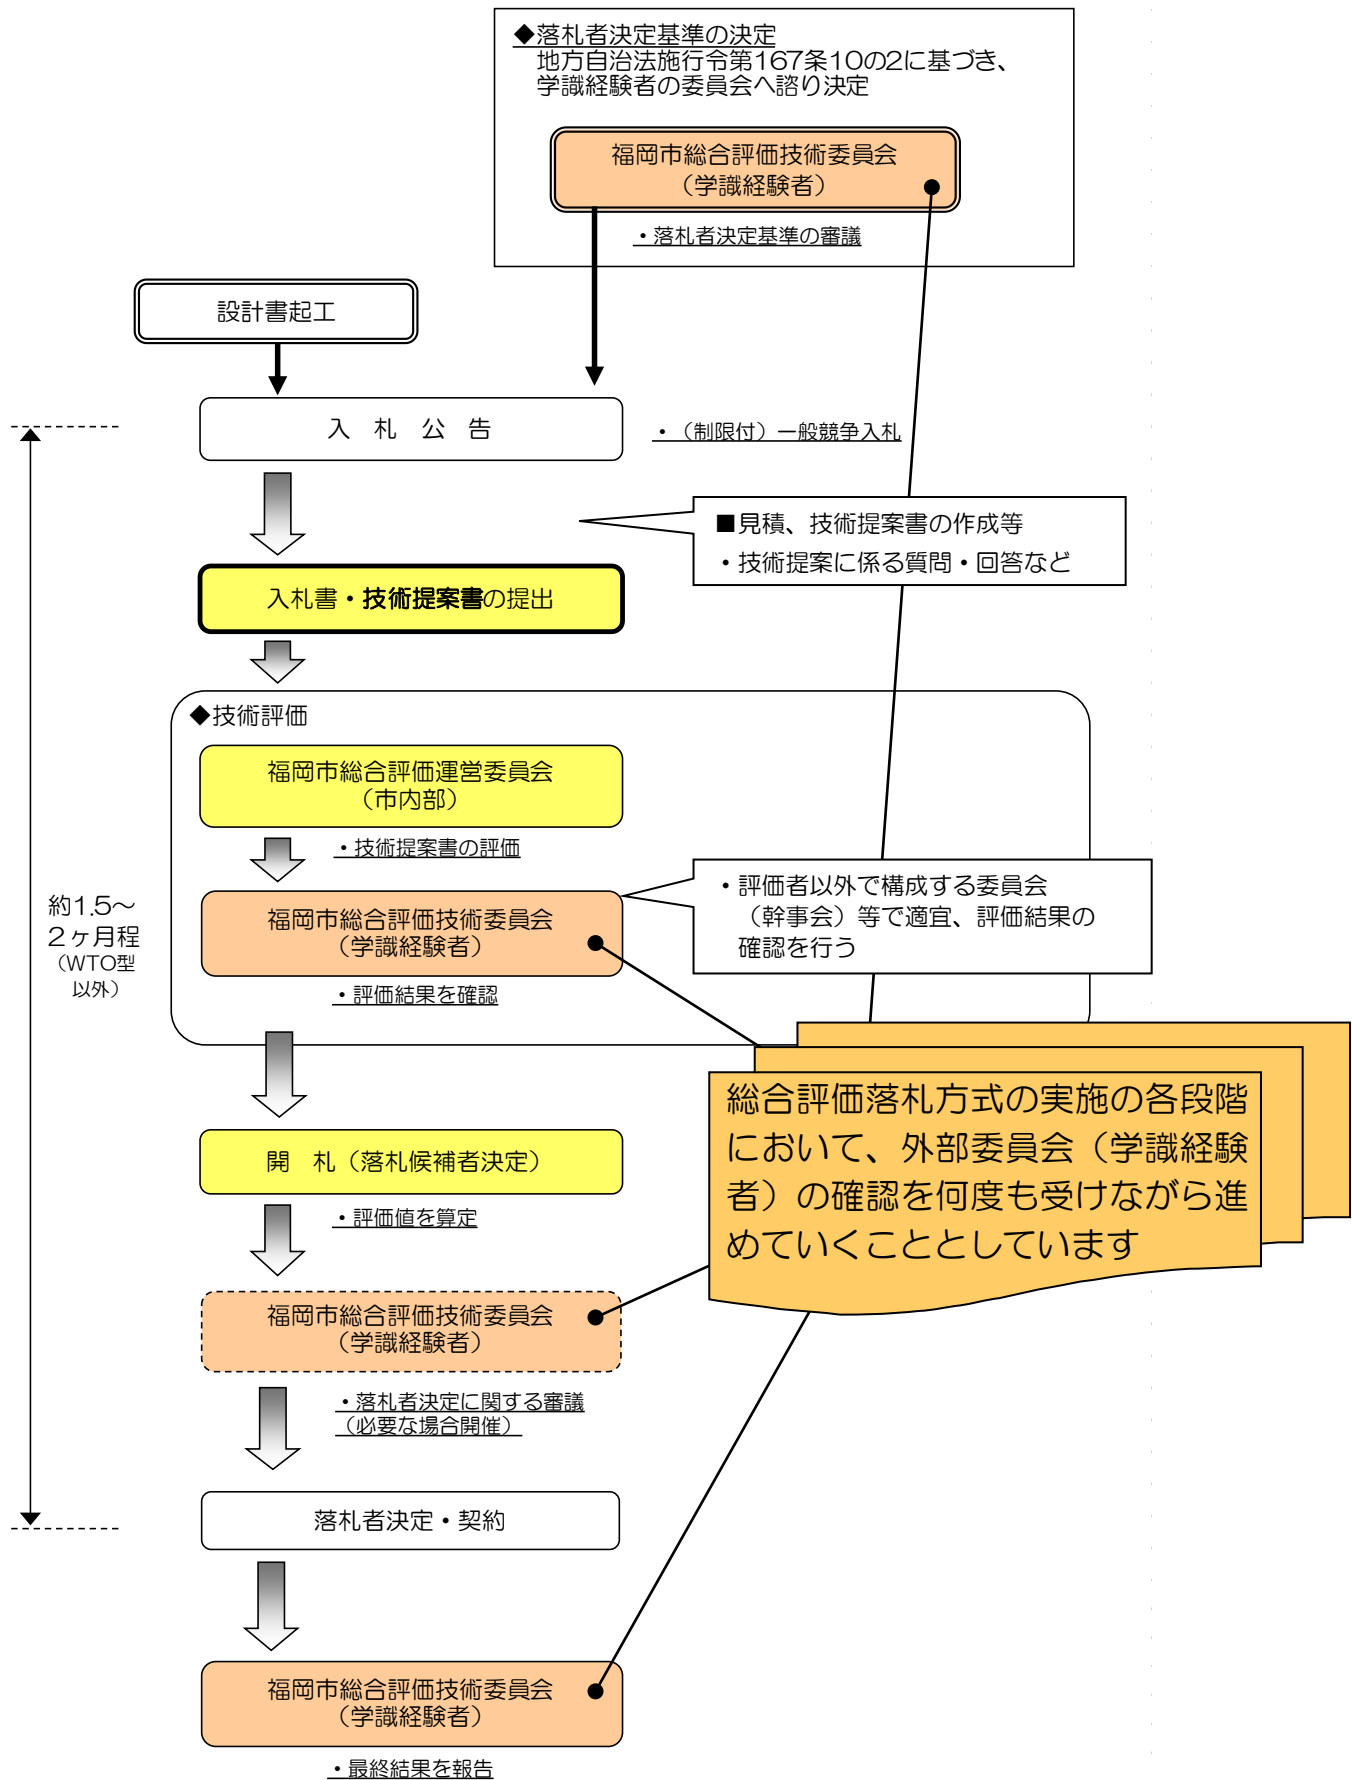 ◆落札者決定基準の決定
地方自治法施行令第167条10の2に基づき、
学識経験者の委員会へ諮り決定
福岡市総合評価技術委員会
（学識経験者）
・落札者決定基準の審議
設計書起工
入　札　公　告
・（制限付）一般競争入札
■見積、技術提案書の作成等
・技術提案に係る質問・回答など
入札書・技術提案書の提出
◆技術評価
福岡市総合評価運営委員会
（市内部）
・技術提案書の評価
福岡市総合評価技術委員会
（学識経験者）
・評価結果を確認
・評価者以外で構成する委員会
（幹事会）等で適宜、評価結果の
確認を行う
約1.5～
２ヶ月程
（WTO型
以外）
開　札（落札候補者決定）
・評価値を算定
総合評価落札方式の実施の各段階
において、外部委員会（学識経験
者）の確認を何度も受けながら進
めていくこととしています
福岡市総合評価技術委員会
（学識経験者）
・落札者決定に関する審議
（必要な場合開催）
落札者決定・契約
福岡市総合評価技術委員会
（学識経験者）
・最終結果を報告